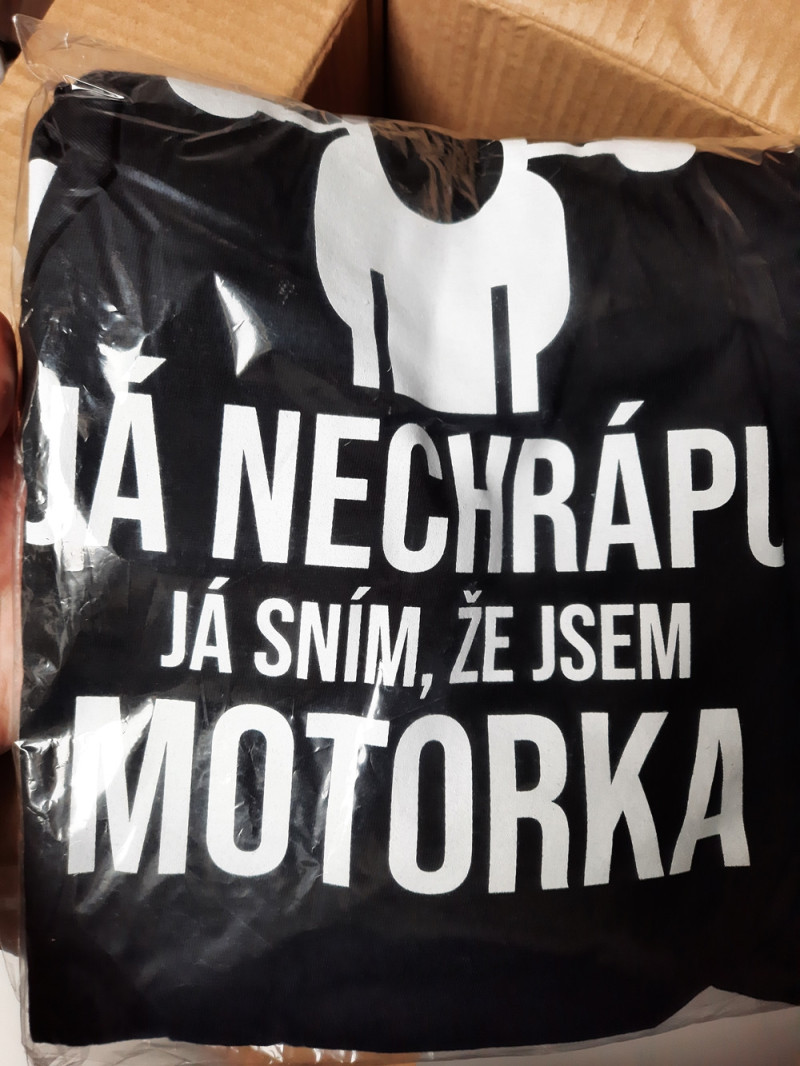 JÁ NECHRÁPU
JÁ SNÍM, ŽE JSEM
MOTORKA